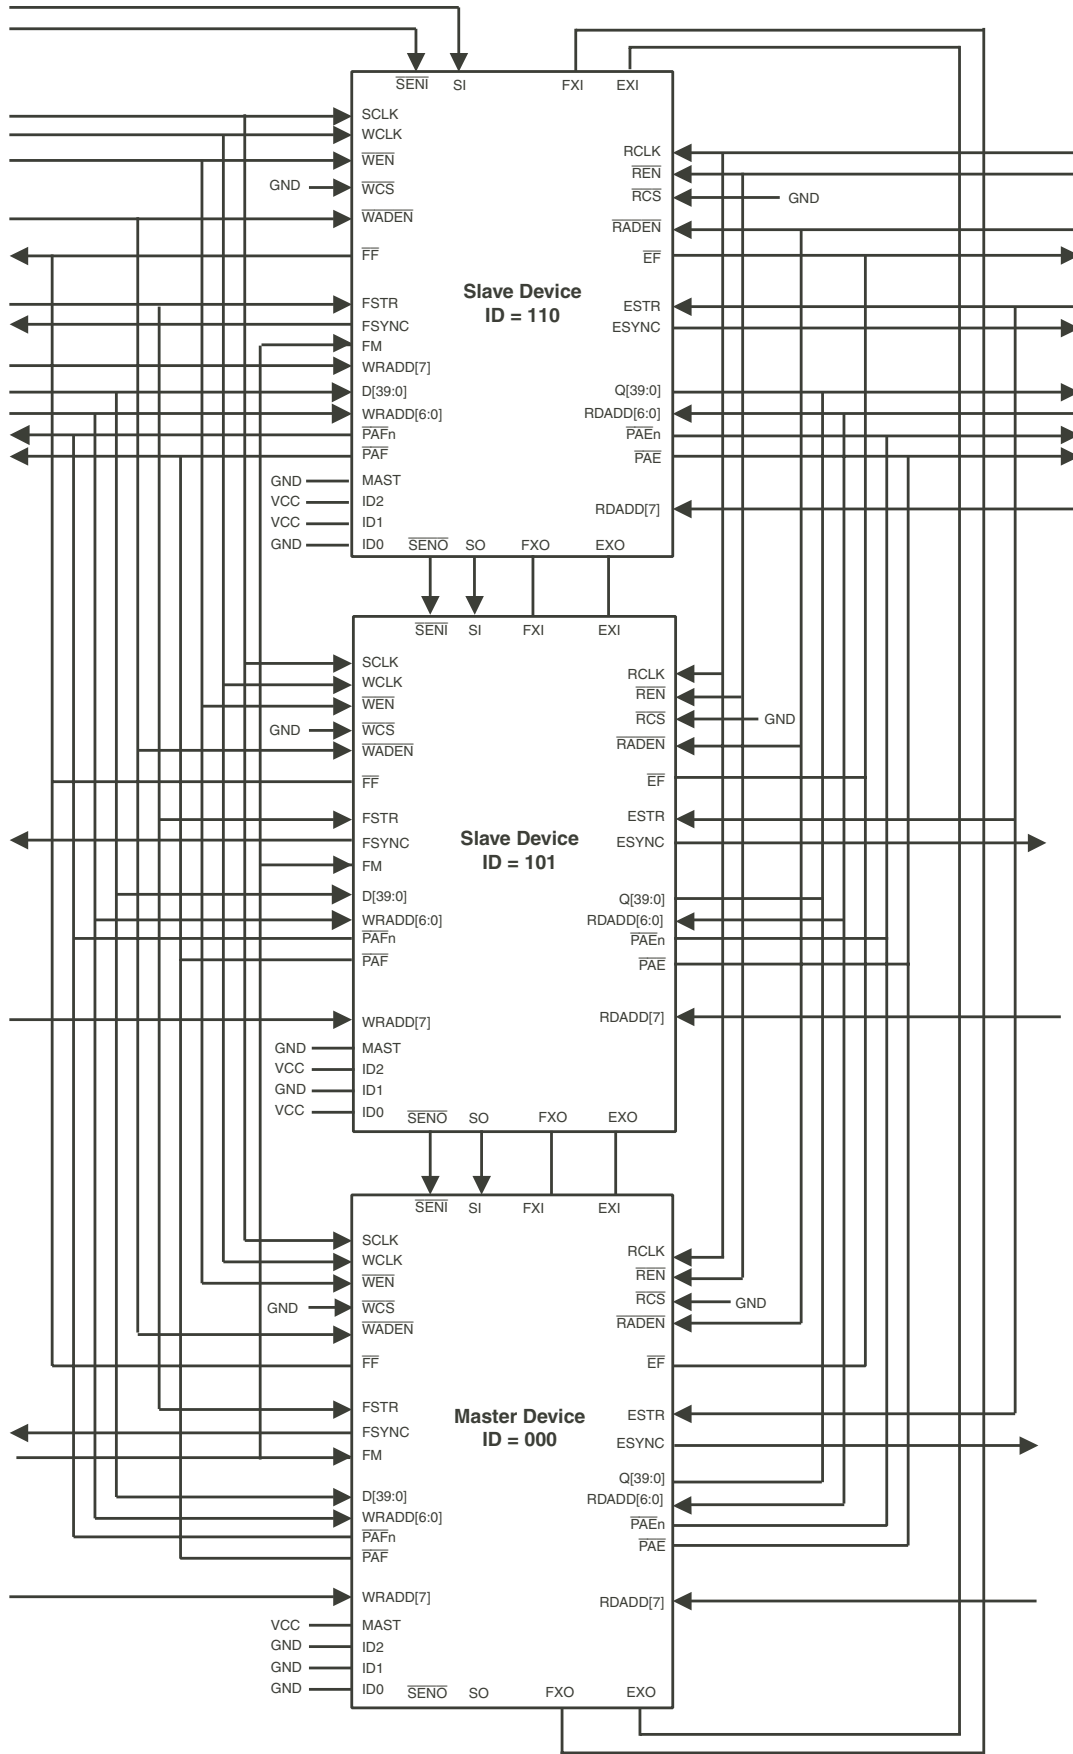 SENI SI FXI EXI
SCLK
WCLK
RCLK
WEN
REN
GND WCS
RCS GND
WADEN
RADEN
FF
EF
Slave Device
ID = 110
FSTR
ESTR
FSYNC
ESYNC
FM
WRADD[7]
D[39:0]
Q[39:0]
WRADD[6:0]
RDADD[6:0]
PAFn
PAEn
PAF
PAE
GND MAST
VCC ID2
RDADD[7]
VCC ID1
GND ID0
SENO SO FXO EXO
SENI SI FXI EXI
SCLK
RCLK
WCLK
REN
WEN
RCS GND
GND WCS
RADEN
WADEN
FF
EF
FSTR
ESTR
Slave Device
ID = 101
FSYNC
ESYNC
FM
D[39:0]
Q[39:0]
WRADD[6:0]
RDADD[6:0]
PAFn
PAEn
PAF
PAE
WRADD[7]
RDADD[7]
GND MAST
VCC ID2
GND ID1
VCC ID0
SENO SO FXO EXO
SENI SI FXI EXI
SCLK
RCLK
WCLK
REN
WEN
RCS GND
GND WCS
RADEN
WADEN
FF
EF
FSTR
ESTR
Master Device
ID = 000
FSYNC
ESYNC
FM
Q[39:0]
D[39:0]
RDADD[6:0]
WRADD[6:0]
PAEn
PAFn
PAE
PAF
WRADD[7]
RDADD[7]
VCC MAST
GND ID2
GND ID1
GND ID0
SENO SO FXO EXO